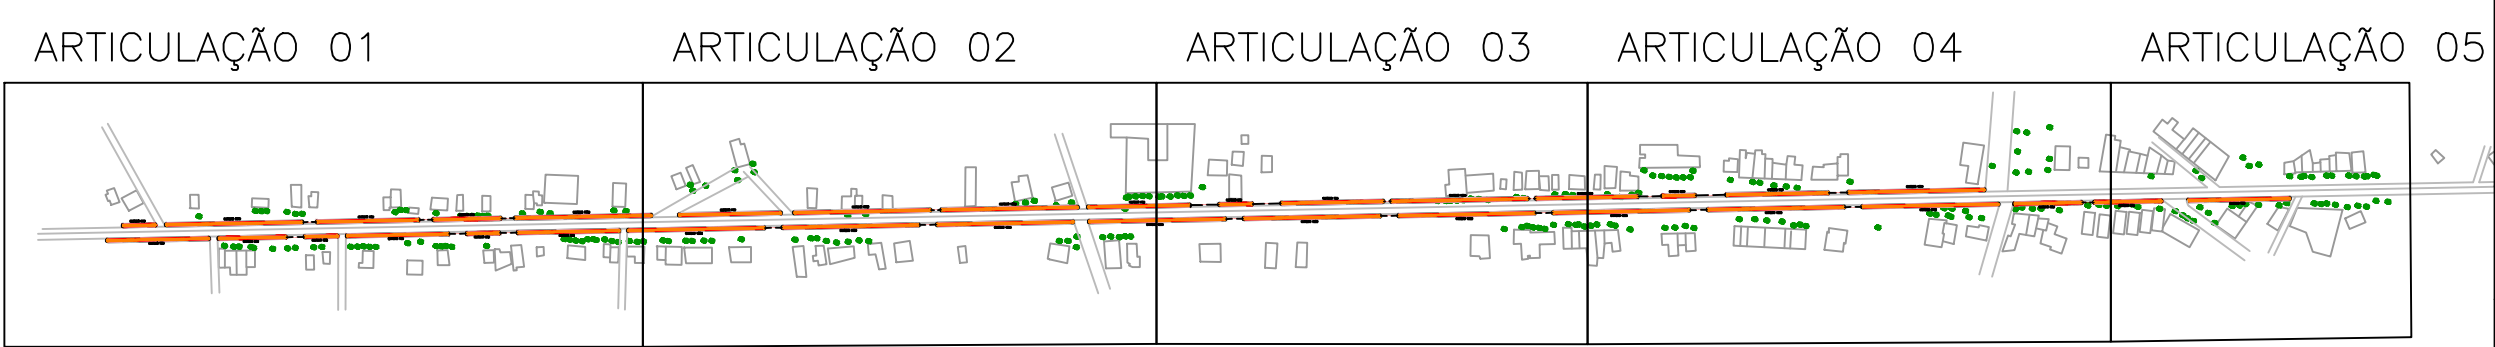 ARTICULAÇÃO 01
ARTICULAÇÃO 02
ARTICULAÇÃO 03
ARTICULAÇÃO 04
ARTICULAÇÃO 05